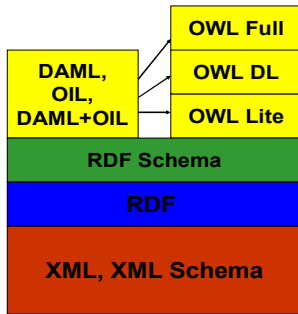 OWL Full
DAML,
OIL,
DAML+OIL
OWL DL
OWL Lite
RDF Schema
RDF
XML, XML Schema